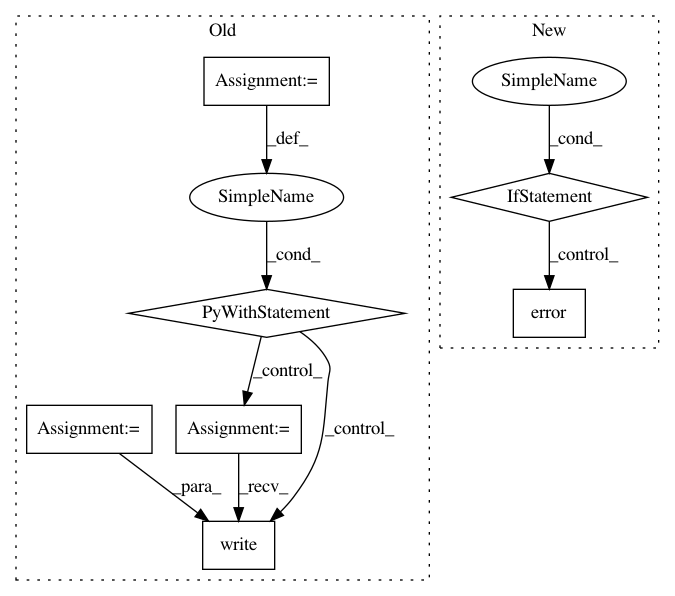 Old
New
Assignment:=
SimpleName
_def_
_cond_
SimpleName
IfStatement
_cond_
_control_
PyWithStatement
error
_control_
_control_
Assignment:=
Assignment:=
_para_
_recv_
write